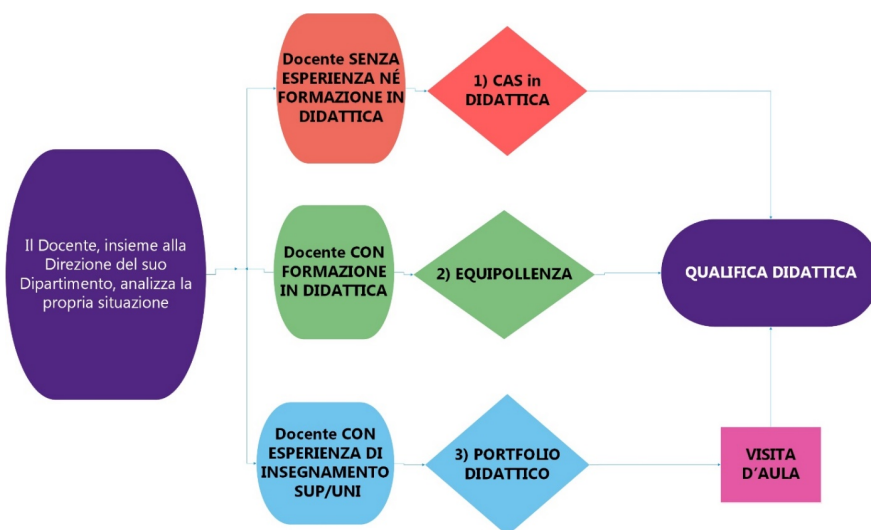 Docente SENZA
ESPERIENZA NÉ
FORMAZIONE IN
DIDATTICA
1) CAS in
DIDATTICA
Il Docente, insieme alla
Direzione del suo
Dipartimento, analizza la
propria situazione
Docente CON
FORMAZIONE
IN DIDATTICA
2) EQUIPOLLENZA
QUALIFICA DIDATTICA
Docente CON
ESPERIENZA DI
INSEGNAMENTO
SUP/UNI
3) PORTFOLIO
DIDATTICO
VISITA
D’AULA